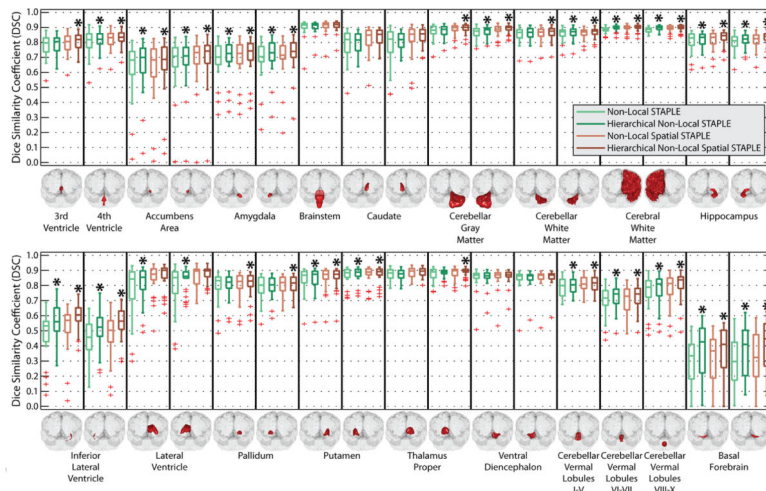 Dice Similarity Coefficient (DSC)
1.0
0.9
0.8
0.7
0.6
0.5
0.4
0.3
0.2
0.1
0.0
* * * * * * * * * * * * * * * * * * * * * * *
Non-Local STAPLE
Hierarchical Non-Local STAPLE
Non-Local Spatial STAPLE
Hierarchical Non-Local Spatial STAPLE
3rd
Ventricle
4th
Ventricle
Accumbens
Area
Amygdala
Brainstem
Caudate
Cerebellar
Gray
Matter
Cerebellar
White
Matter
Cerebral
White
Matter
Hippocampus
Dice Similarity Coefficient (DSC)
1.0
0.9
0.8
0.7
0.6
0.5
0.4
0.3
0.2
0.1
0.0
Inferior
Lateral
Ventricle
Lateral
Ventricle
Pallidum
Putamen
Thalamus
Proper
Ventral
Diencephalon
Cerebellar
Vermal
Lobules
I-V
Cerebellar
Vermal
Lobules
VI-VII
Cerebellar
Vermal
Lobules
VIII-X
Basal
Forebrain